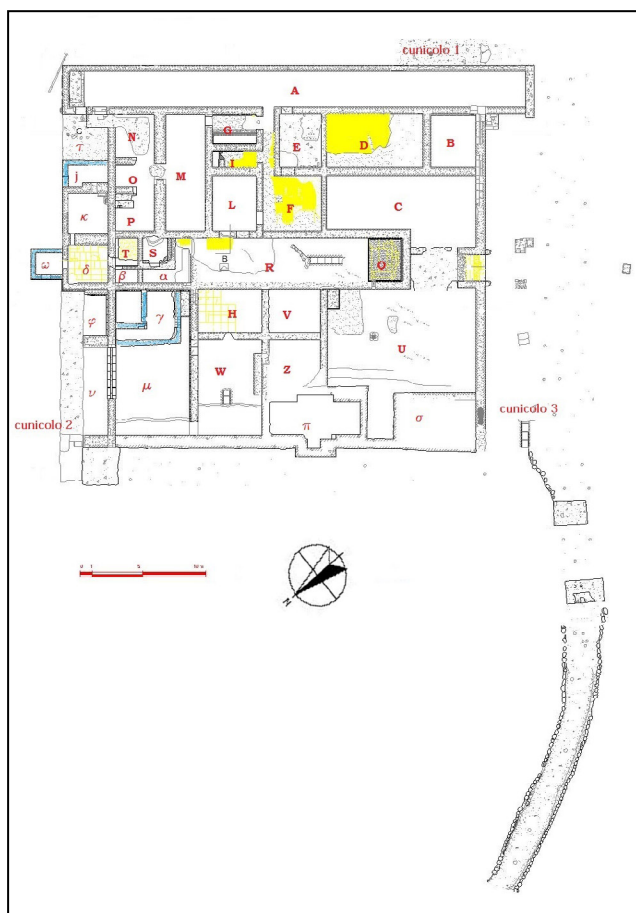 cunicolo 1
A
G
N
E
D
B
τ
I
O
M
j
L
F
C
κ
P
T
S
B
R
Q
ω
δ
β
α
φ
γ
H
V
U
W
Z
ν
μ
π
σ
cunicolo 2
cunicolo 3
N